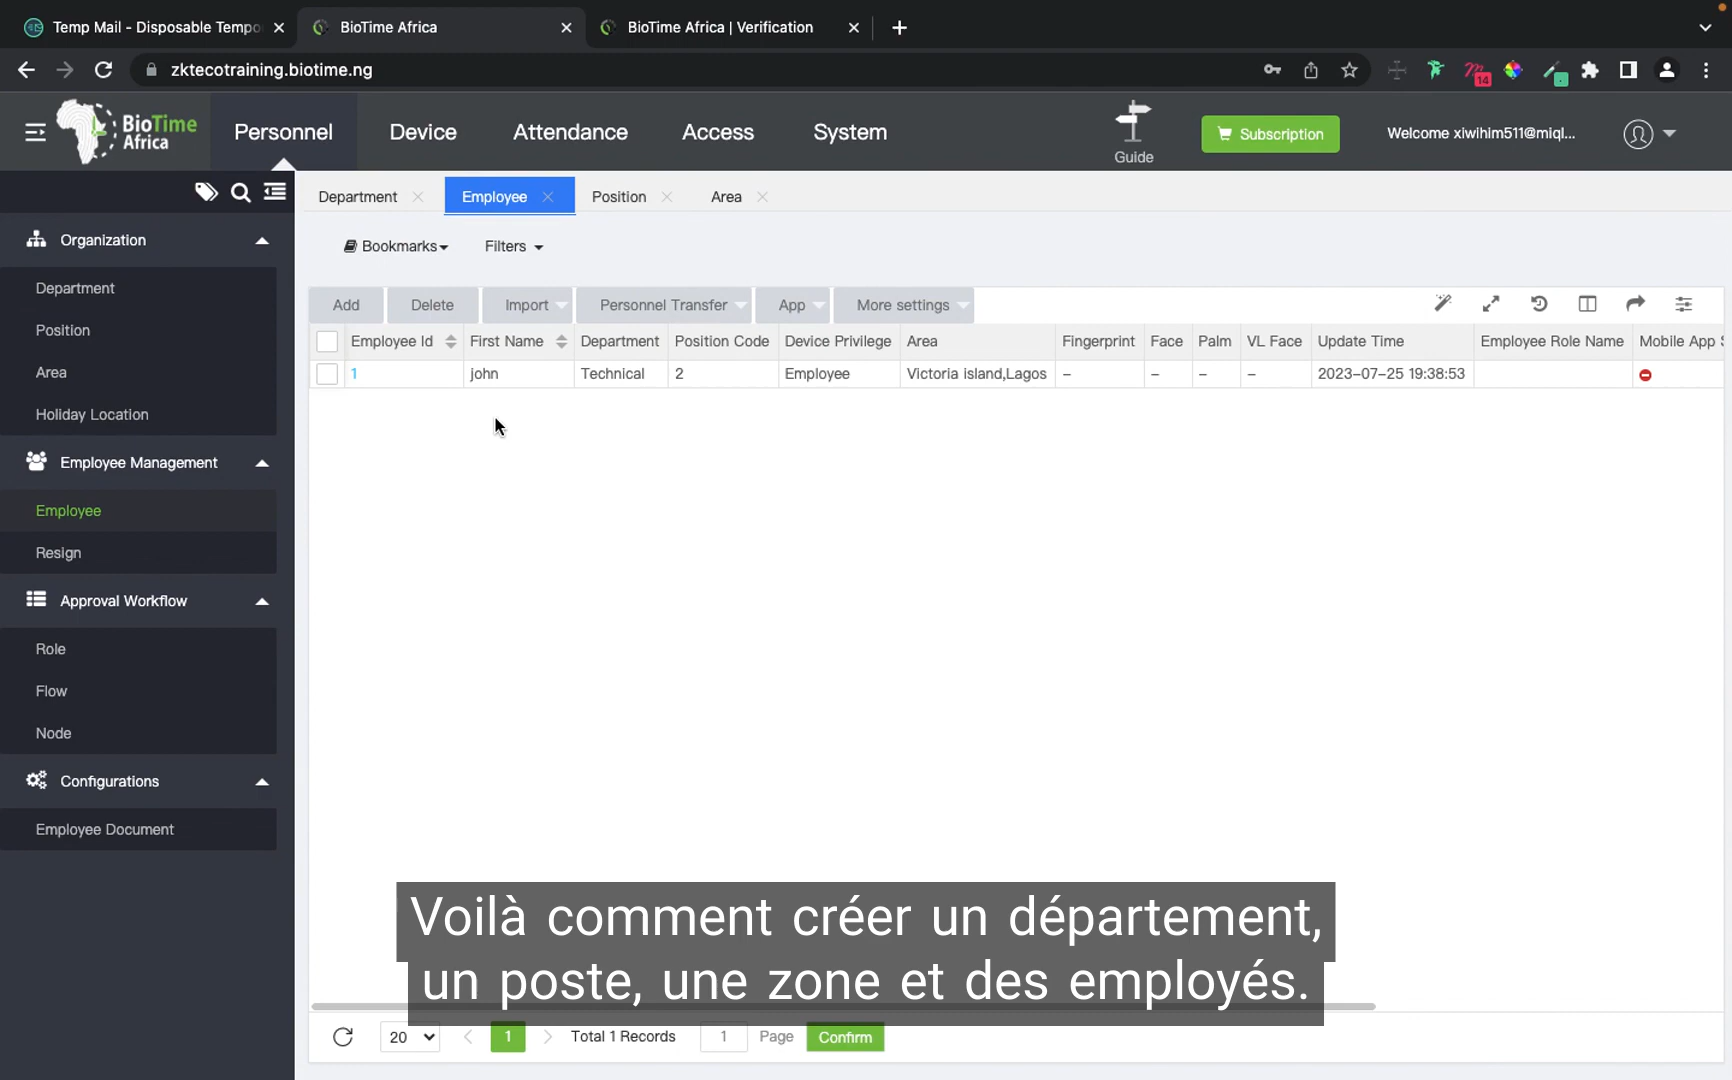 Temp Mail - Disposable Tempo
BioTime Africa
BioTime Africa | Verification
zktecotraining.biotime.ng
14
BioTime
Africa
Personnel
Device
Attendance
Access
System
Guide
Subscription
Welcome xiwihim511@miql...
Department
Employee
Position
Area
Organization
Department
Position
Area
Holiday Location
Employee Management
Employee
Resign
Approval Workflow
Role
Flow
Node
Configurations
Employee Document
Bookmarks
Filters
Add
Delete
Import
Personnel Transfer
App
More settings
Employee Id First Name Department Position Code Device Privilege Area Fingerprint Face Palm VL Face Update Time Employee Role Name Mobile App S
1 john Technical 2 Employee Victoria island,Lagos - - - - 2023-07-25 19:38:53
Voilà comment créer un département,
un poste, une zone et des employés.
20 1 Total 1 Records 1 Page Confirm